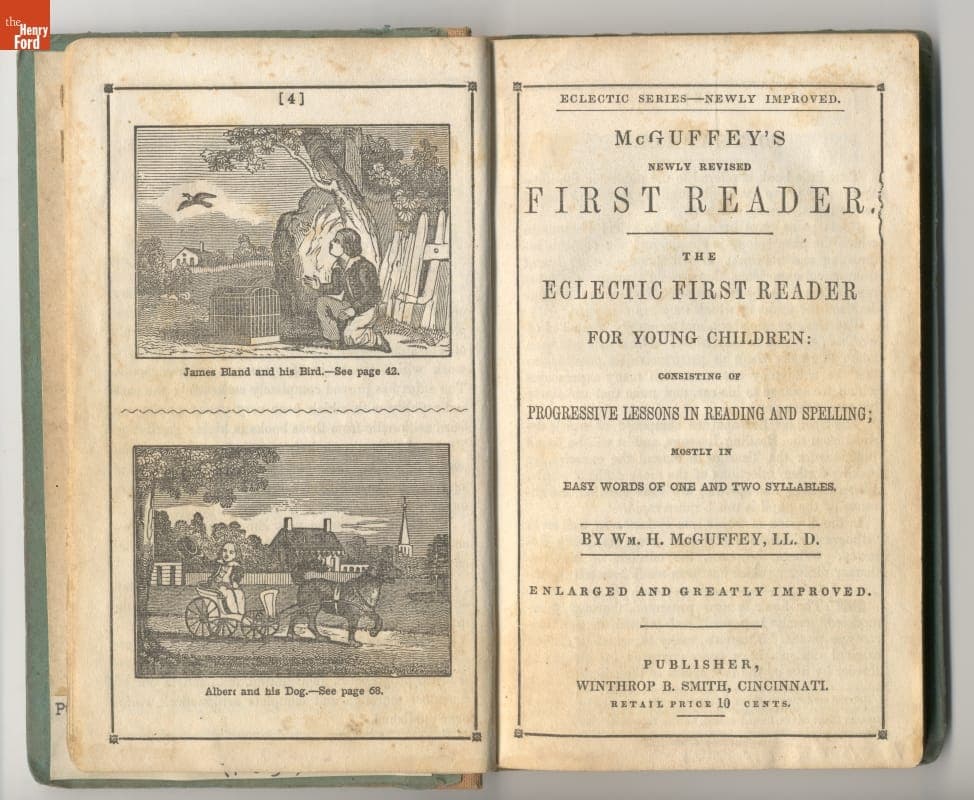 the
Henry
Ford
[4]
James Bland and his Bird.—See page 42.
Albert and his Dog.—See page 68.
ECLECTIC SERIES—NEWLY IMPROVED.
McGUFFEY'S
NEWLY REVISED
FIRST READER.
THE
ECLECTIC FIRST READER
FOR YOUNG CHILDREN:
CONSISTING OF
PROGRESSIVE LESSONS IN READING AND SPELLING;
MOSTLY IN
EASY WORDS OF ONE AND TWO SYLLABLES.
BY WM. H. McGUFFEY, LL. D.
ENLARGED AND GREATLY IMPROVED.
PUBLISHER,
WINTHROP B. SMITH, CINCINNATI.
RETAIL PRICE 10 CENTS.